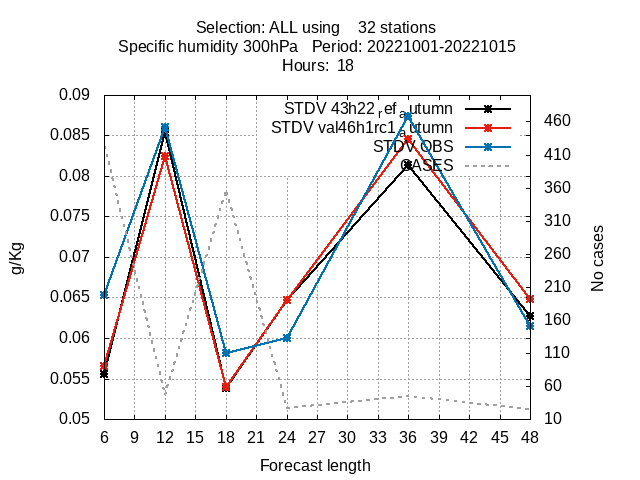 Selection: ALL using 32 stations
Specific humidity 300hPa Period: 20221001-20221015
Hours: 18
STDV 43h22_ref_autumn
STDV val46h1rc1_autumn
STDV OBS
CASES
g/Kg
No cases
0.09
0.085
0.08
0.075
0.07
0.065
0.06
0.055
0.05
460
410
360
310
260
210
160
110
60
10
6 9 12 15 18 21 24 27 30 33 36 39 42 45 48
Forecast length